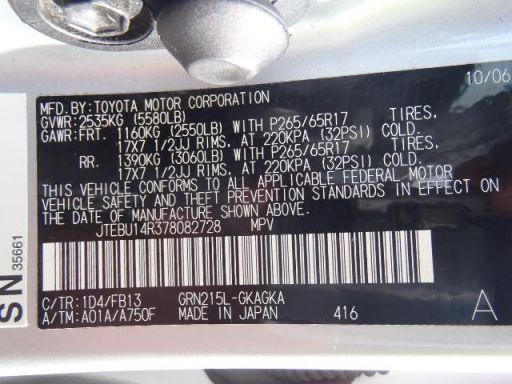 MFD.BY:TOYOTA MOTOR CORPORATION 10/06
GVWR:2535KG (5580LB)
GAWR:FRT. 1160KG (2550LB) WITH P265/65R17 TIRES,
17X7 1/2JJ RIMS, AT 220KPA (32PSI) COLD.
RR. 1390KG (3060LB) WITH P265/65R17 TIRES,
17X7 1/2JJ RIMS, AT 220KPA (32PSI) COLD.
THIS VEHICLE CONFORMS TO ALL APPLICABLE FEDERAL MOTOR
VEHICLE SAFETY AND THEFT PREVENTION STANDARDS IN EFFECT
ON THE DATE OF MANUFACTURE SHOWN ABOVE.
JTEBU14R378082728 MPV
C/TR:1D4/FB13 GRN215L-GKAGKA
A/TM:A01A/A750F MADE IN JAPAN 416 A
SN 35661